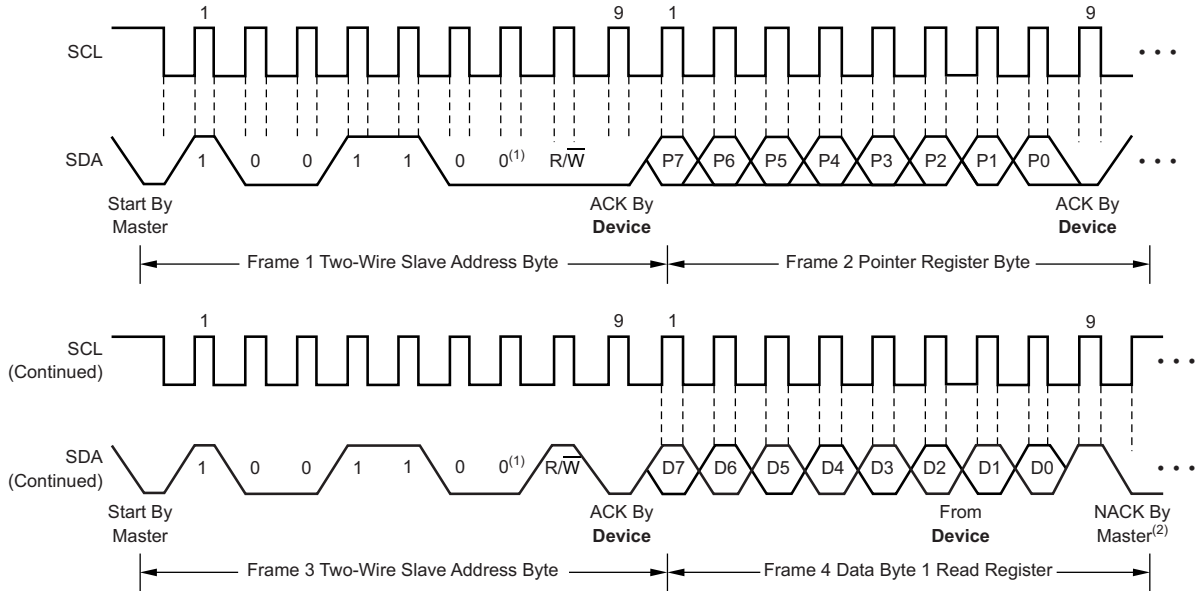 1 9 1 9
SCL
SDA
1 0 0 1 1 0 0(1) R/W̅ P7 P6 P5 P4 P3 P2 P1 P0
Start By Master
ACK By Device
ACK By Device
Frame 1 Two-Wire Slave Address Byte
Frame 2 Pointer Register Byte
1 9 1 9
SCL (Continued)
SDA (Continued)
1 0 0 1 1 0 0(1) R/W̅ D7 D6 D5 D4 D3 D2 D1 D0
Start By Master
ACK By Device
From Device
NACK By Master(2)
Frame 3 Two-Wire Slave Address Byte
Frame 4 Data Byte 1 Read Register